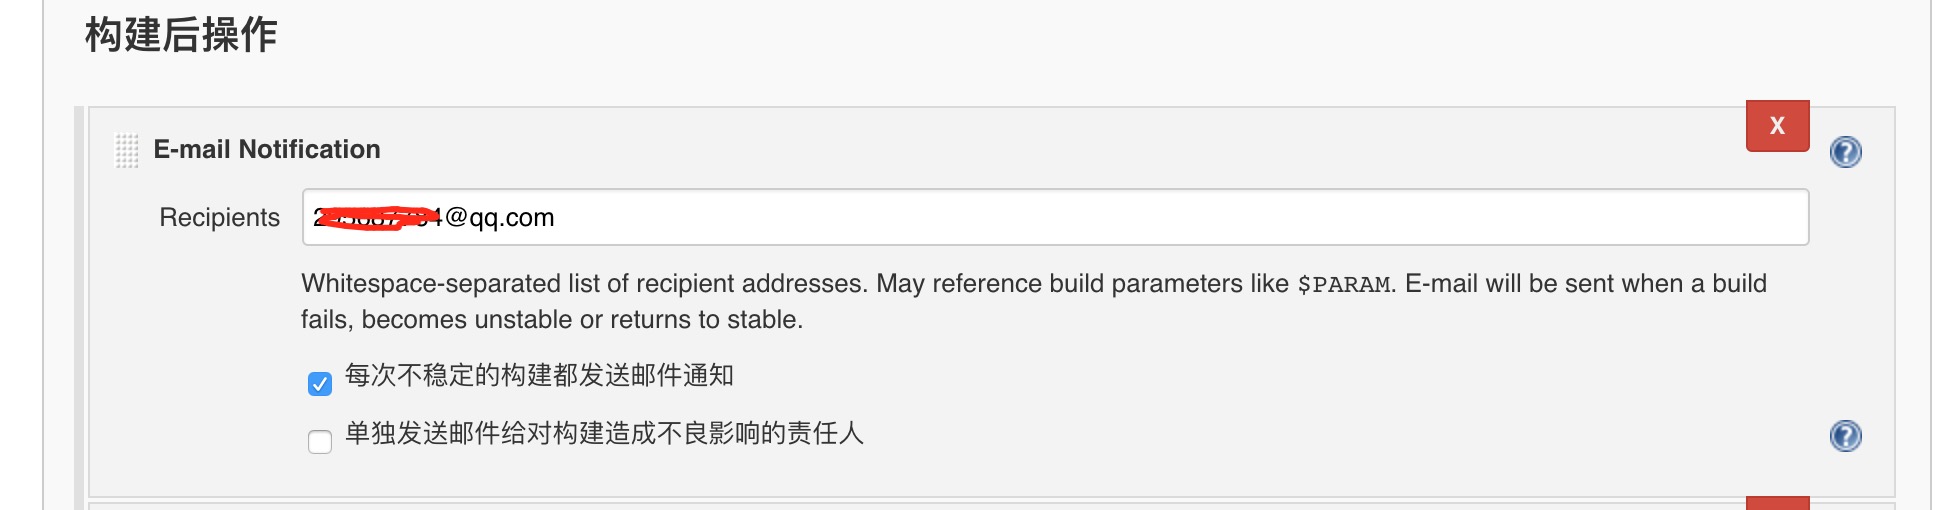 构建后操作
X
E-mail Notification
Recipients
@qq.com
Whitespace-separated list of recipient addresses. May reference build parameters like $PARAM. E-mail will be sent when a build
fails, becomes unstable or returns to stable.
每次不稳定的构建都发送邮件通知
单独发送邮件给对构建造成不良影响的责任人